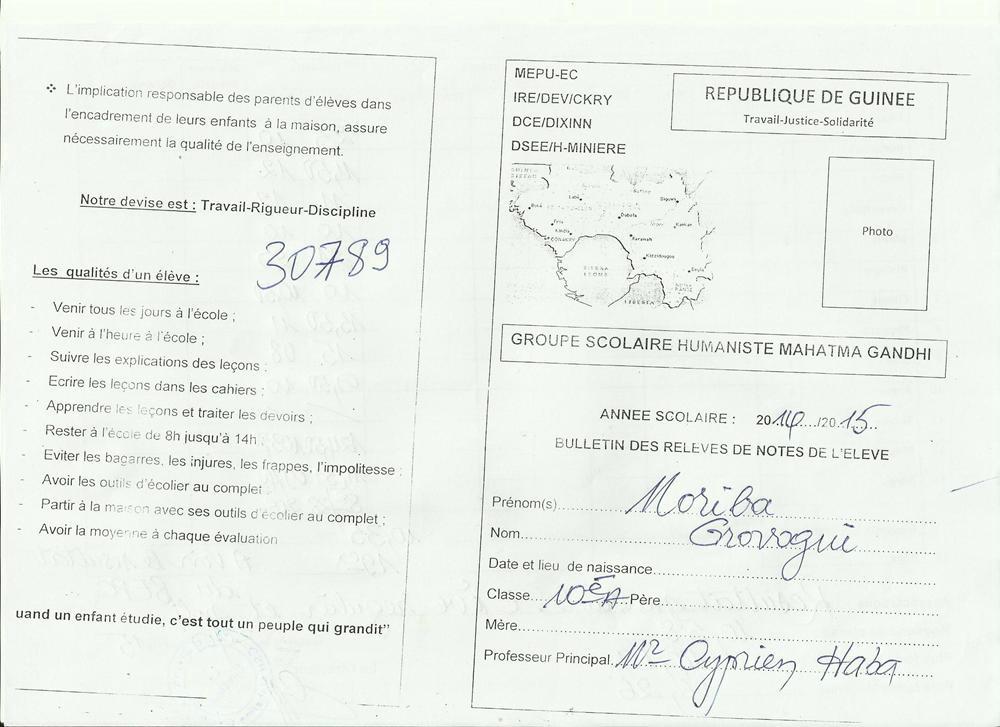 ❖ L'implication responsable des parents d'élèves dans
l'encadrement de leurs enfants à la maison, assure
nécessairement la qualité de l'enseignement.
Notre devise est : Travail-Rigueur-Discipline
30789
Les qualités d'un élève :
- Venir tous les jours à l'école ;
- Venir à l'heure à l'école ;
- Suivre les explications des leçons ;
- Ecrire les leçons dans les cahiers ;
- Apprendre les leçons et traiter les devoirs ;
- Rester à l'école de 8h jusqu'à 14h ;
- Eviter les bagarres, les injures, les frappes, l'impolitesse ;
- Avoir les outils d'écolier au complet ;
- Partir à la maison avec ses outils d'écolier au complet ;
- Avoir la moyenne à chaque évaluation
uand un enfant étudie, c'est tout un peuple qui grandit"
MEPU-EC
IRE/DEV/CKRY
DCE/DIXINN
DSEE/H-MINIERE
REPUBLIQUE DE GUINEE
Travail-Justice-Solidarité
Labé
CONAKRY
SIERRA
LEONE
LIBERIA
Photo
GROUPE SCOLAIRE HUMANISTE MAHATMA GANDHI
ANNEE SCOLAIRE : 2014/2015
BULLETIN DES RELEVES DE NOTES DE L'ELEVE
Prénom(s) Moriba
Nom Grovogui
Date et lieu de naissance
Classe 10èA Père
Mère
Professeur Principal Mr Cyprien Haba